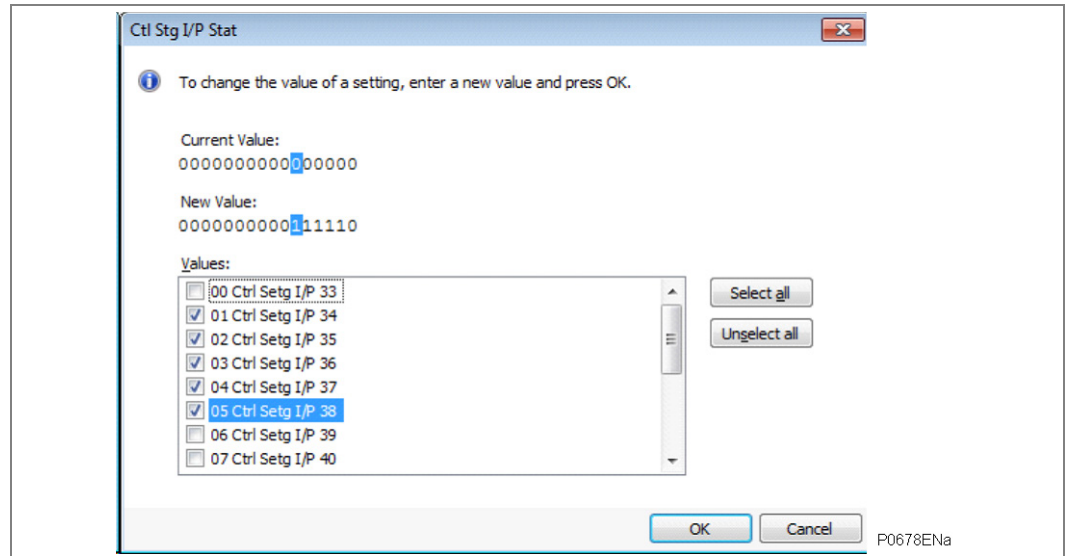 Ctl Stg I/P Stat
To change the value of a setting, enter a new value and press OK.
Current Value:
0000000000000000
New Value:
0000000000111110
Values:
00 Ctrl Setg I/P 33
01 Ctrl Setg I/P 34
02 Ctrl Setg I/P 35
03 Ctrl Setg I/P 36
04 Ctrl Setg I/P 37
05 Ctrl Setg I/P 38
06 Ctrl Setg I/P 39
07 Ctrl Setg I/P 40
Select all
Unselect all
OK
Cancel
P0678ENa